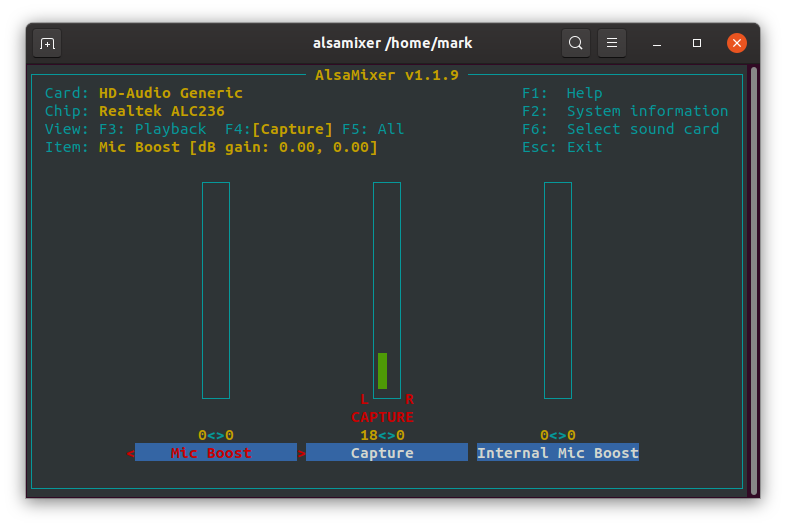 alsamixer /home/mark
AlsaMixer v1.1.9
Card: HD-Audio Generic F1: Help
Chip: Realtek ALC236 F2: System information
View: F3: Playback F4:[Capture] F5: All F6: Select sound card
Item: Mic Boost [dB gain: 0.00, 0.00] Esc: Exit
L R
CAPTURE
0<>0 18<>0 0<>0
< Mic Boost > Capture Internal Mic Boost